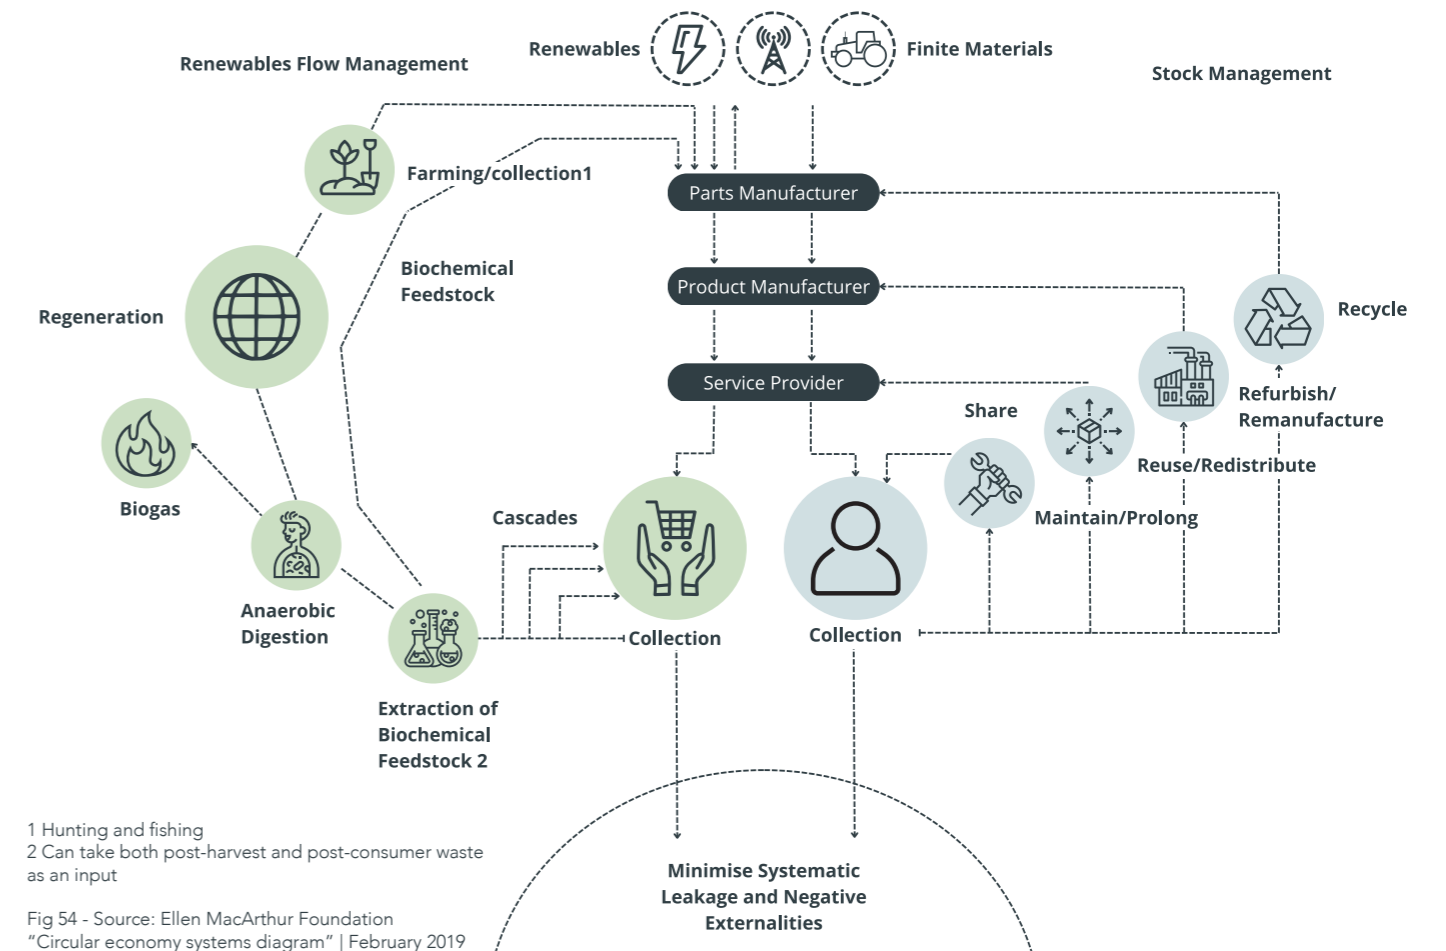 Renewables
Finite Materials
Renewables Flow Management
Stock Management
Farming/collection1
Parts Manufacturer
Biochemical
Feedstock
Product Manufacturer
Regeneration
Recycle
Service Provider
Share
Refurbish/
Remanufacture
Reuse/Redistribute
Biogas
Cascades
Maintain/Prolong
Anaerobic
Digestion
Collection
Collection
Extraction of
Biochemical
Feedstock 2
1 Hunting and fishing
2 Can take both post-harvest and post-consumer waste
as an input
Minimise Systematic
Leakage and Negative
Externalities
Fig 54 - Source: Ellen MacArthur Foundation
“Circular economy systems diagram” | February 2019